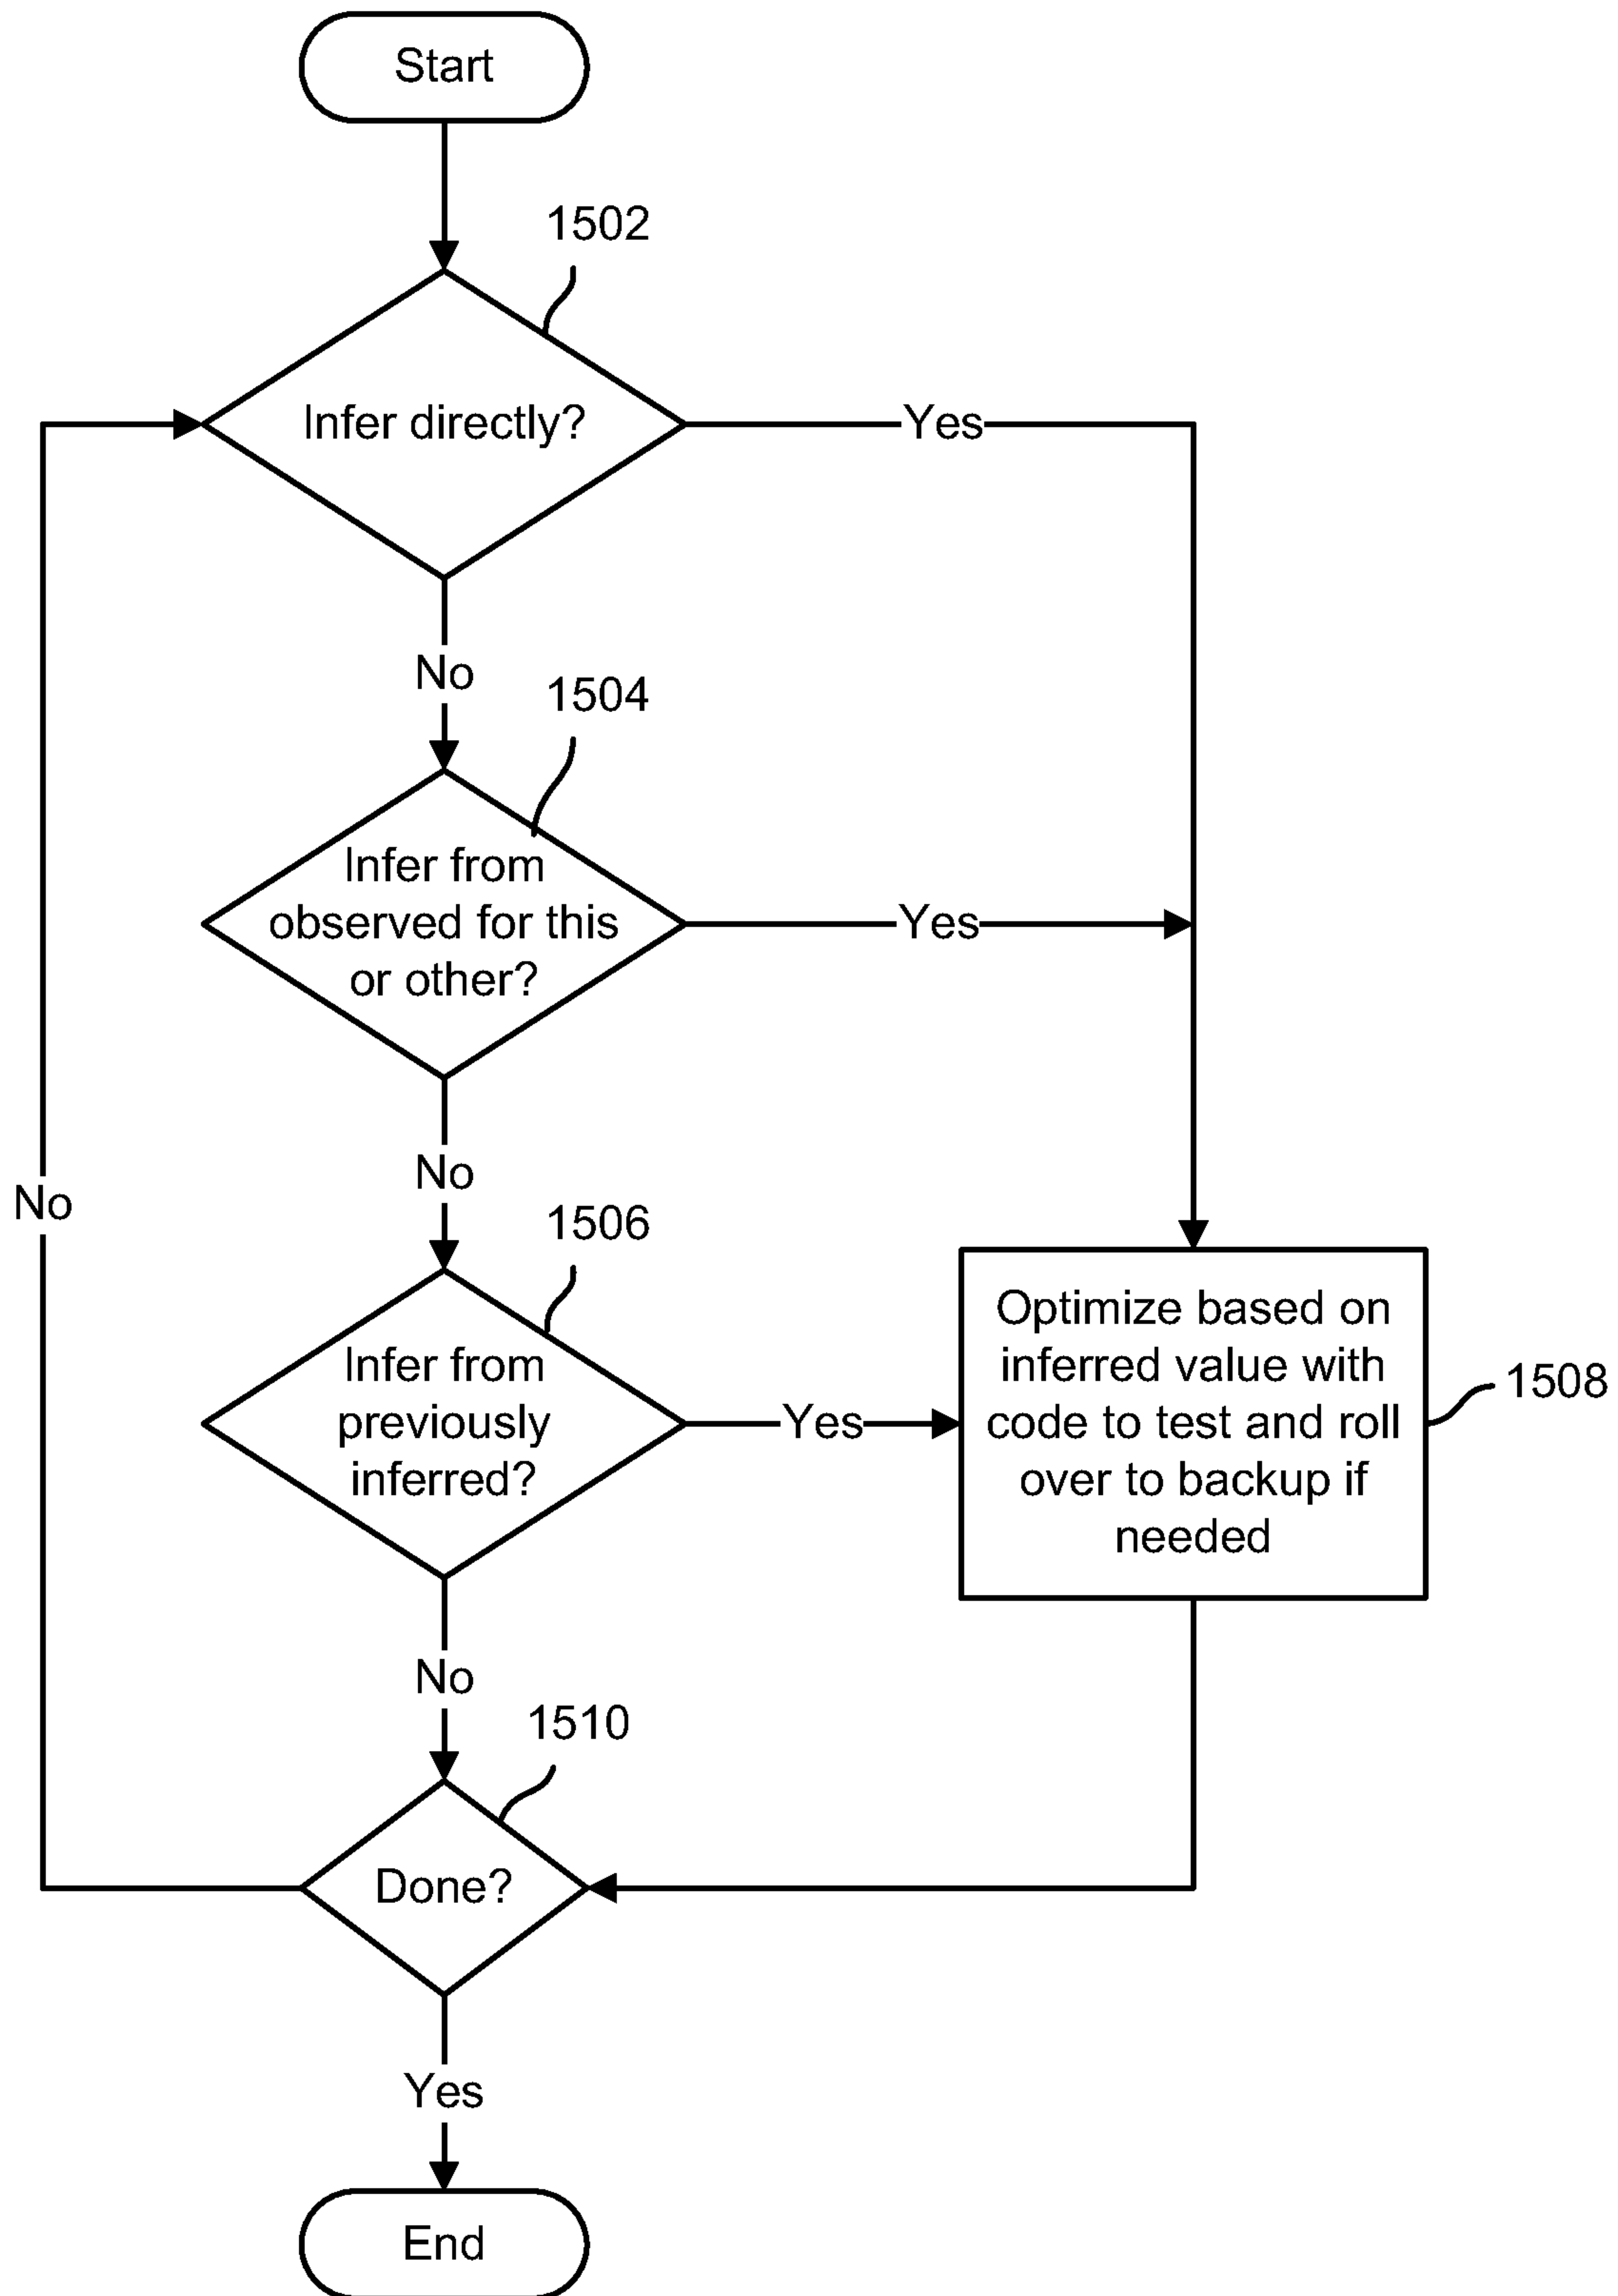 Start
1502
Infer directly?
Yes
No
1504
Infer from
observed for this
or other?
Yes
No
No
1506
Infer from
previously
inferred?
Yes
Optimize based on
inferred value with
code to test and roll
over to backup if
needed
1508
No
1510
Done?
Yes
End